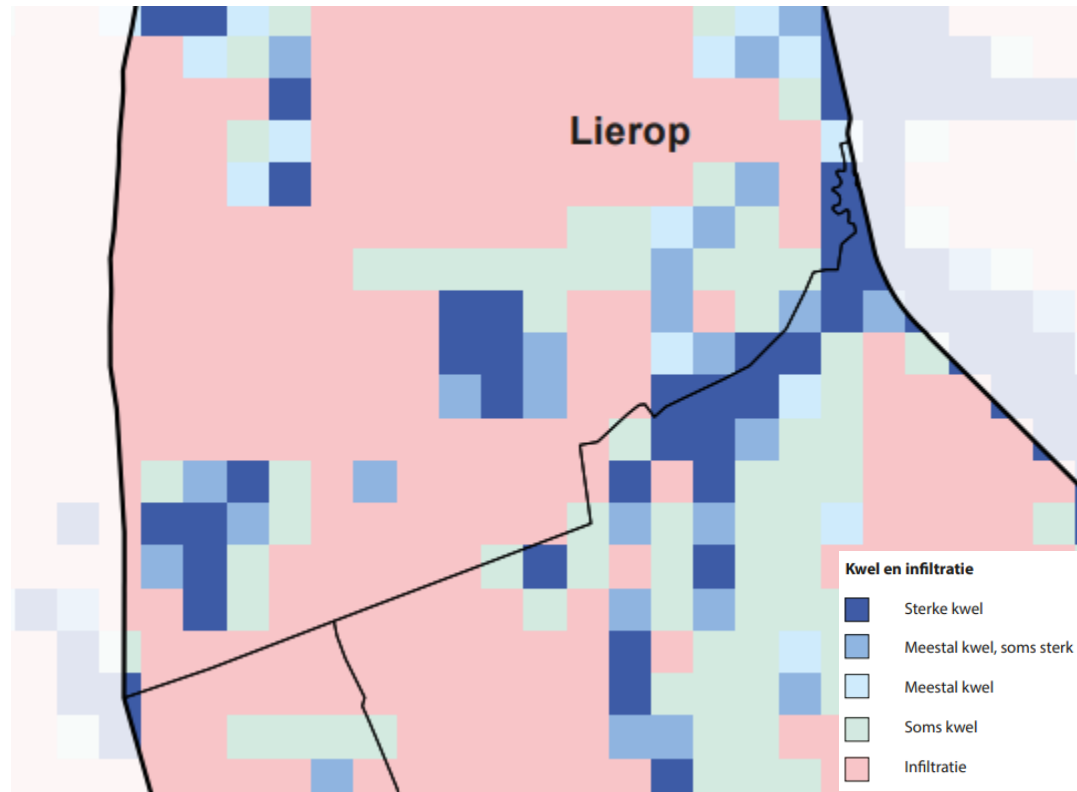 Lierop
Kwel en infiltratie
Sterke kwel
Meestal kwel, soms sterk
Meestal kwel
Soms kwel
Infiltratie